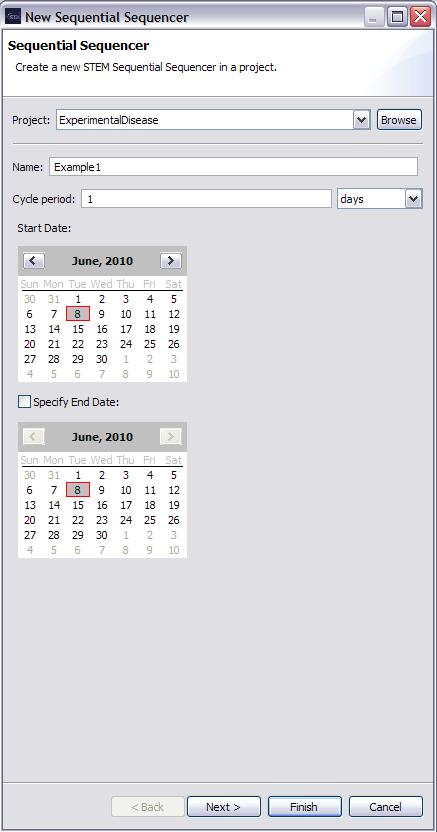 New Sequential Sequencer
Sequential Sequencer
Create a new STEM Sequential Sequencer in a project.
Project: ExperimentalDisease Browse
Name: Example1
Cycle period: 1 days
Start Date:
< June, 2010 >
Sun Mon Tue Wed Thu Fri Sat
30 31 1 2 3 4 5
6 7 8 9 10 11 12
13 14 15 16 17 18 19
20 21 22 23 24 25 26
27 28 29 30 1 2 3
4 5 6 7 8 9 10
Specify End Date:
< June, 2010 >
Sun Mon Tue Wed Thu Fri Sat
30 31 1 2 3 4 5
6 7 8 9 10 11 12
13 14 15 16 17 18 19
20 21 22 23 24 25 26
27 28 29 30 1 2 3
4 5 6 7 8 9 10
< Back Next > Finish Cancel